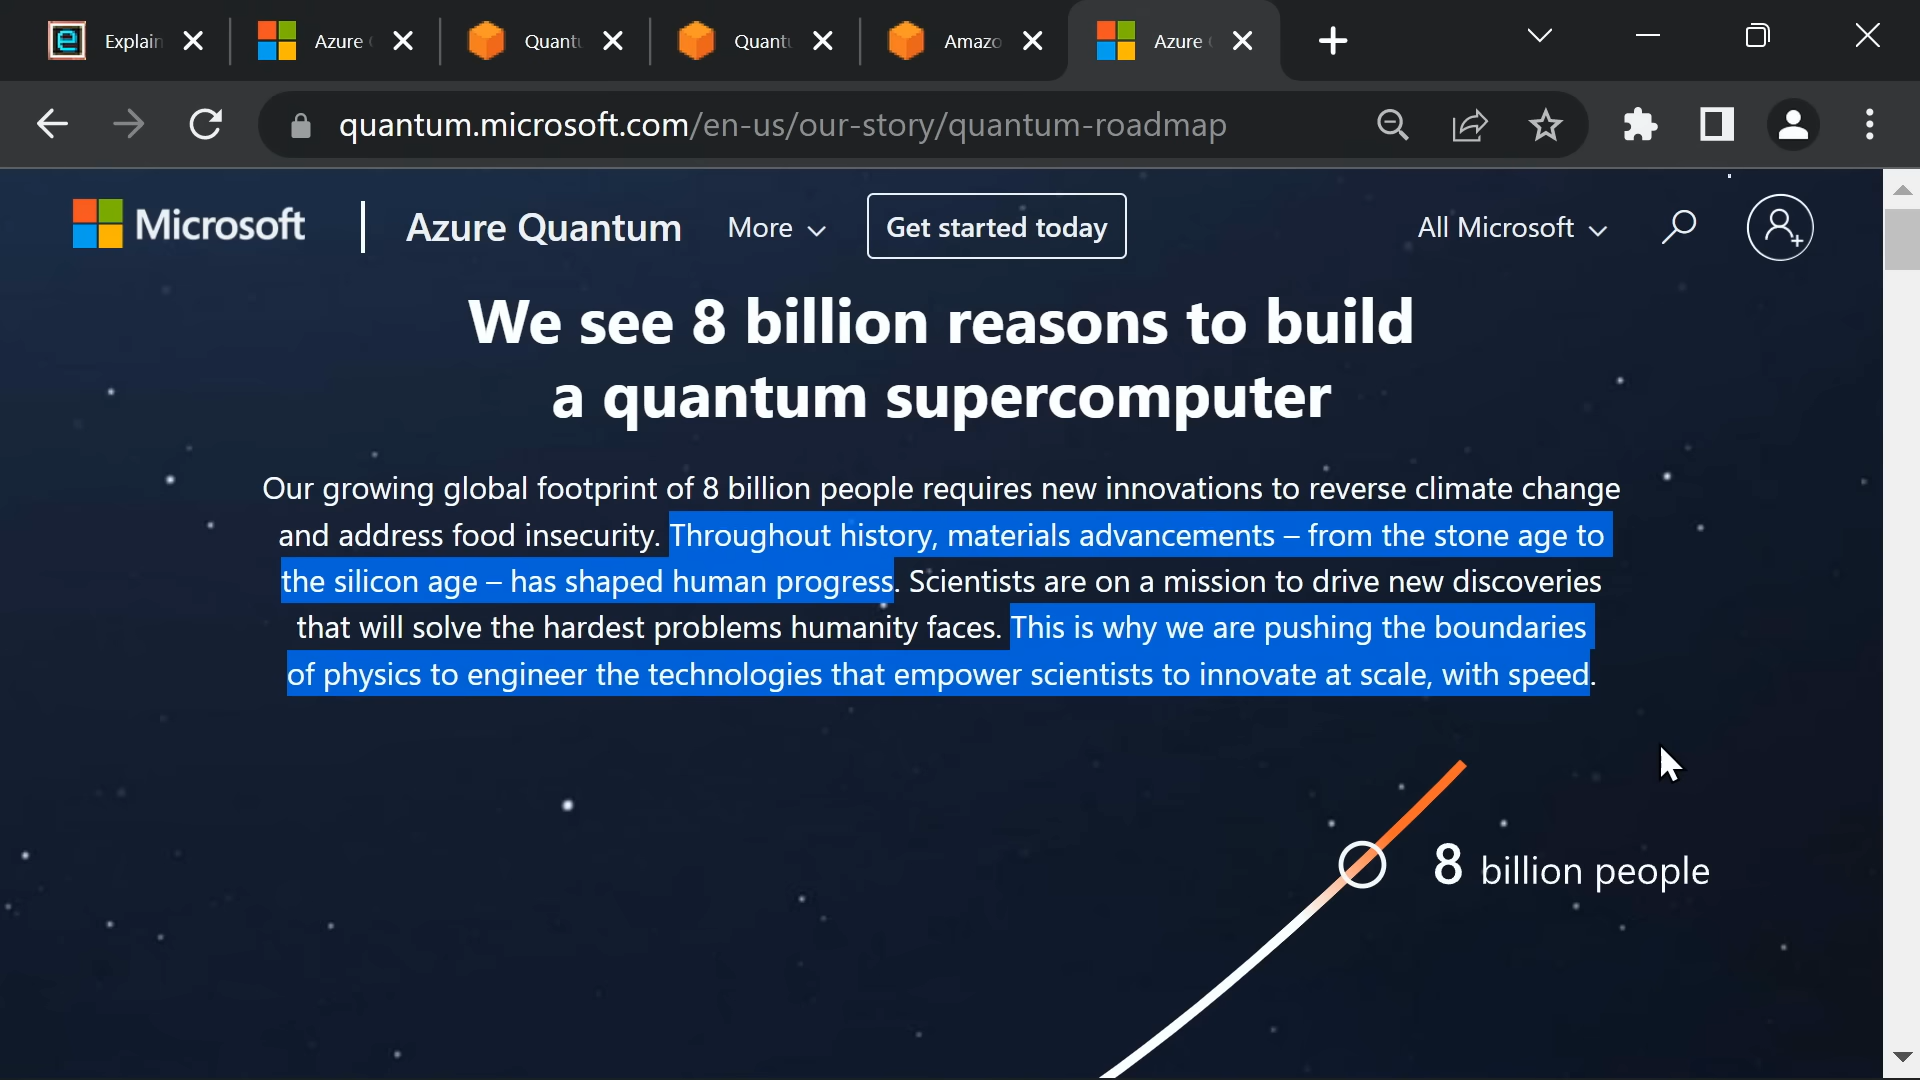 Explain
Azure
Quantu
Quantu
Amazo
Azure
quantum.microsoft.com/en-us/our-story/quantum-roadmap
Microsoft
Azure Quantum
More
Get started today
All Microsoft
We see 8 billion reasons to build
a quantum supercomputer
Our growing global footprint of 8 billion people requires new innovations to reverse climate change
and address food insecurity. Throughout history, materials advancements – from the stone age to
the silicon age – has shaped human progress. Scientists are on a mission to drive new discoveries
that will solve the hardest problems humanity faces. This is why we are pushing the boundaries
of physics to engineer the technologies that empower scientists to innovate at scale, with speed.
8 billion people